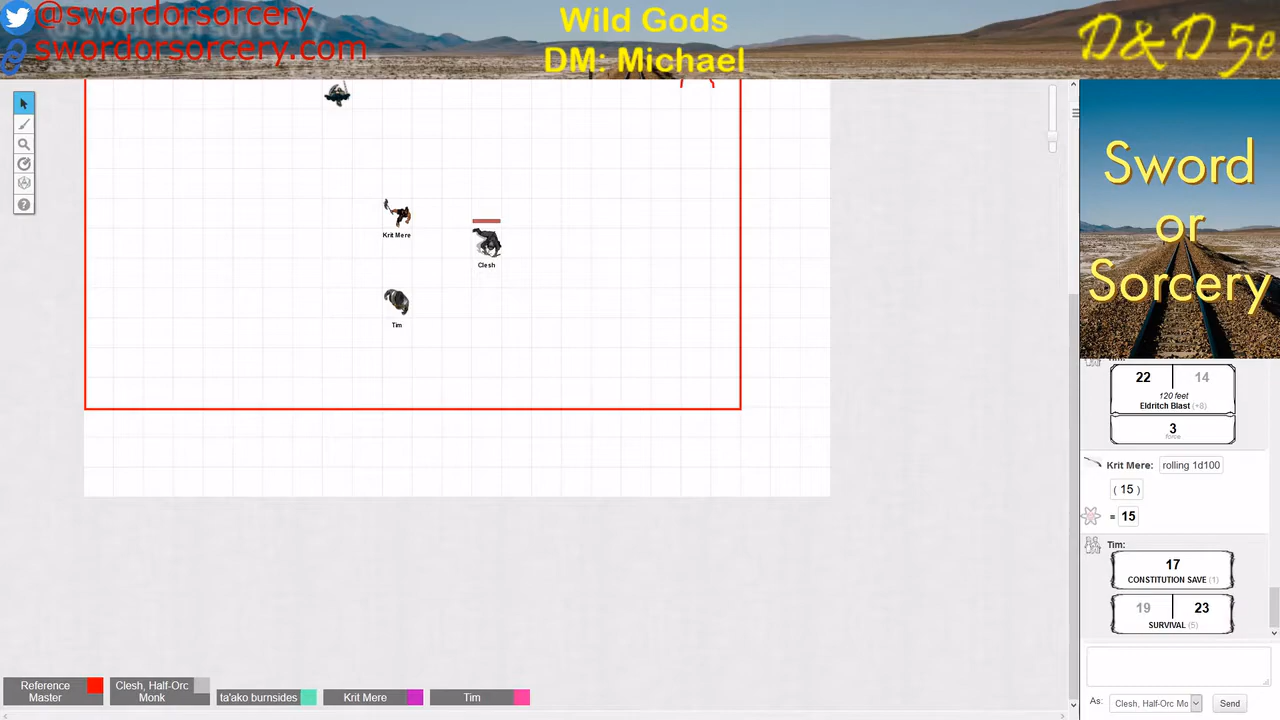 @swordorsorcery
swordorsorcery.com
Wild Gods
DM: Michael
D&D 5e
Krit Mere
Clesh
Tim
Sword
or
Sorcery
22 14
120 feet
Eldritch Blast (+8)
3
force
Krit Mere: rolling 1d100
( 15 )
= 15
Tim:
17
CONSTITUTION SAVE (1)
19 23
SURVIVAL (5)
As: Clesh, Half-Orc Mo Send
Reference
Master
Clesh, Half-Orc
Monk
ta'ako burnsides
Krit Mere
Tim